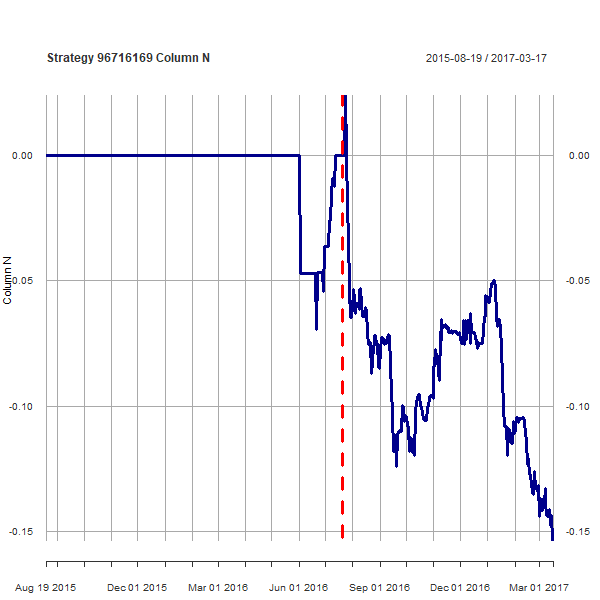 Strategy 96716169 Column N 2015-08-19 / 2017-03-17
0.00 0.00
Column N
-0.05 -0.05
-0.10 -0.10
-0.15 -0.15
Aug 19 2015 Dec 01 2015 Mar 01 2016 Jun 01 2016 Sep 01 2016 Dec 01 2016 Mar 01 2017